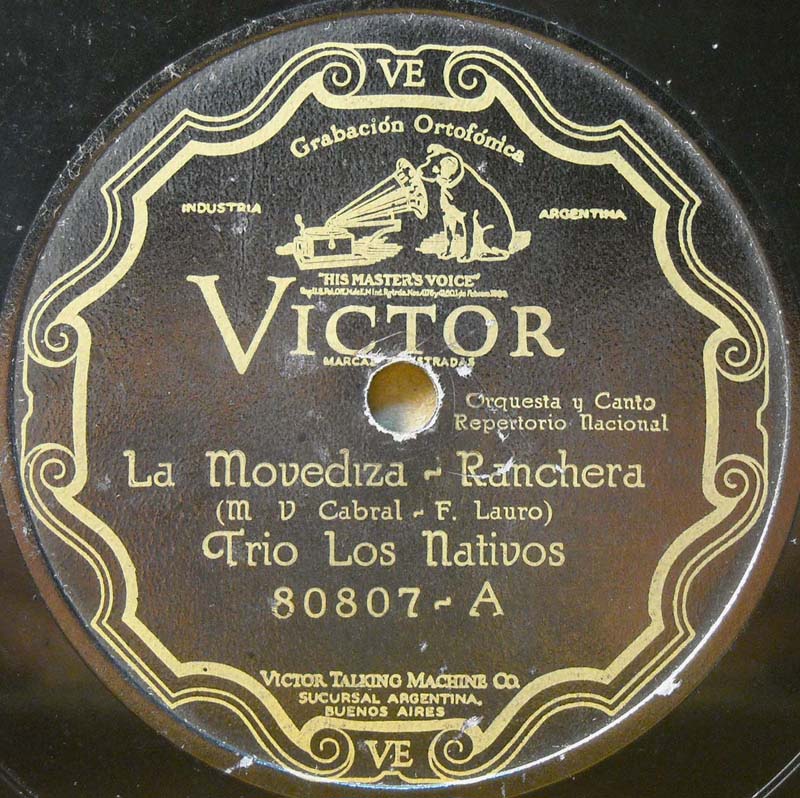 VE
Grabación Ortofónica
INDUSTRIA ARGENTINA
"HIS MASTER'S VOICE"
VICTOR
Orquesta y Canto
Repertorio Nacional
La Movediza - Ranchera
(M V Cabral - F. Lauro)
Trio Los Nativos
80807 - A
VICTOR TALKING MACHINE CO.
SUCURSAL ARGENTINA,
BUENOS AIRES
VE